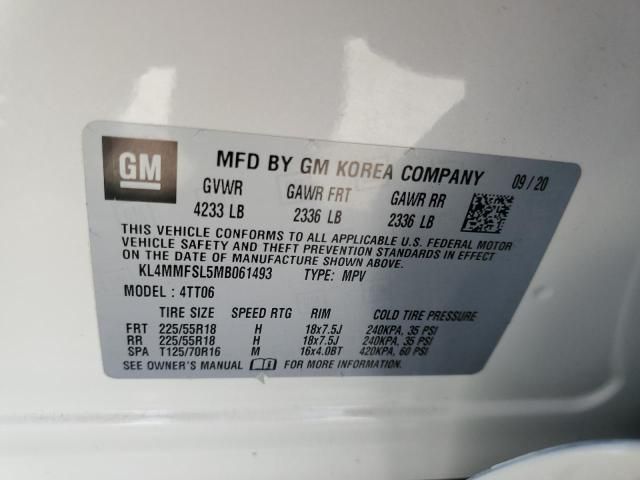 GM
MFD BY GM KOREA COMPANY 09/20
GVWR GAWR FRT GAWR RR
4233 LB 2336 LB 2336 LB
THIS VEHICLE CONFORMS TO ALL APPLICABLE U.S. FEDERAL MOTOR
VEHICLE SAFETY AND THEFT PREVENTION STANDARDS IN EFFECT
ON THE DATE OF MANUFACTURE SHOWN ABOVE.
KL4MMFSL5MB061493 TYPE: MPV
MODEL: 4TT06
TIRE SIZE SPEED RTG RIM COLD TIRE PRESSURE
FRT 225/55R18 H 18x7.5J 240KPA, 35 PSI
RR 225/55R18 H 18x7.5J 240KPA, 35 PSI
SPA T125/70R16 M 16x4.0BT 420KPA, 60 PSI
SEE OWNER'S MANUAL FOR MORE INFORMATION.